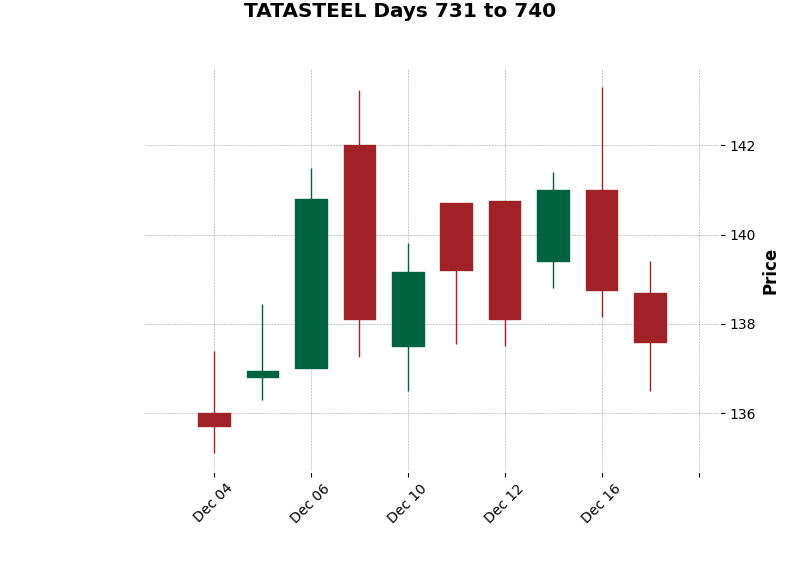 TATASTEEL Days 731 to 740
142
140
138
136
Price
Dec 04
Dec 06
Dec 10
Dec 12
Dec 16